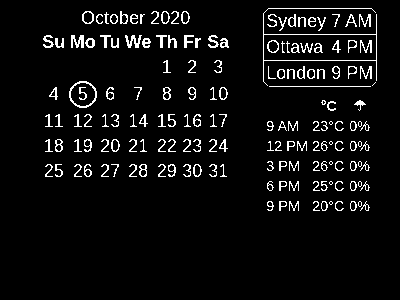 October 2020
Su Mo Tu We Th Fr Sa
1 2 3
4 5 6 7 8 9 10
11 12 13 14 15 16 17
18 19 20 21 22 23 24
25 26 27 28 29 30 31
Sydney 7 AM
Ottawa 4 PM
London 9 PM
°C ☂
9 AM 23°C 0%
12 PM 26°C 0%
3 PM 26°C 0%
6 PM 25°C 0%
9 PM 20°C 0%